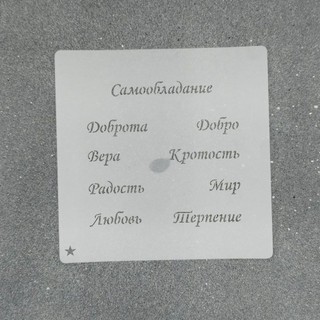 Самообладание
Доброта Добро
Вера Кротость
Радость Мир
Любовь Терпение